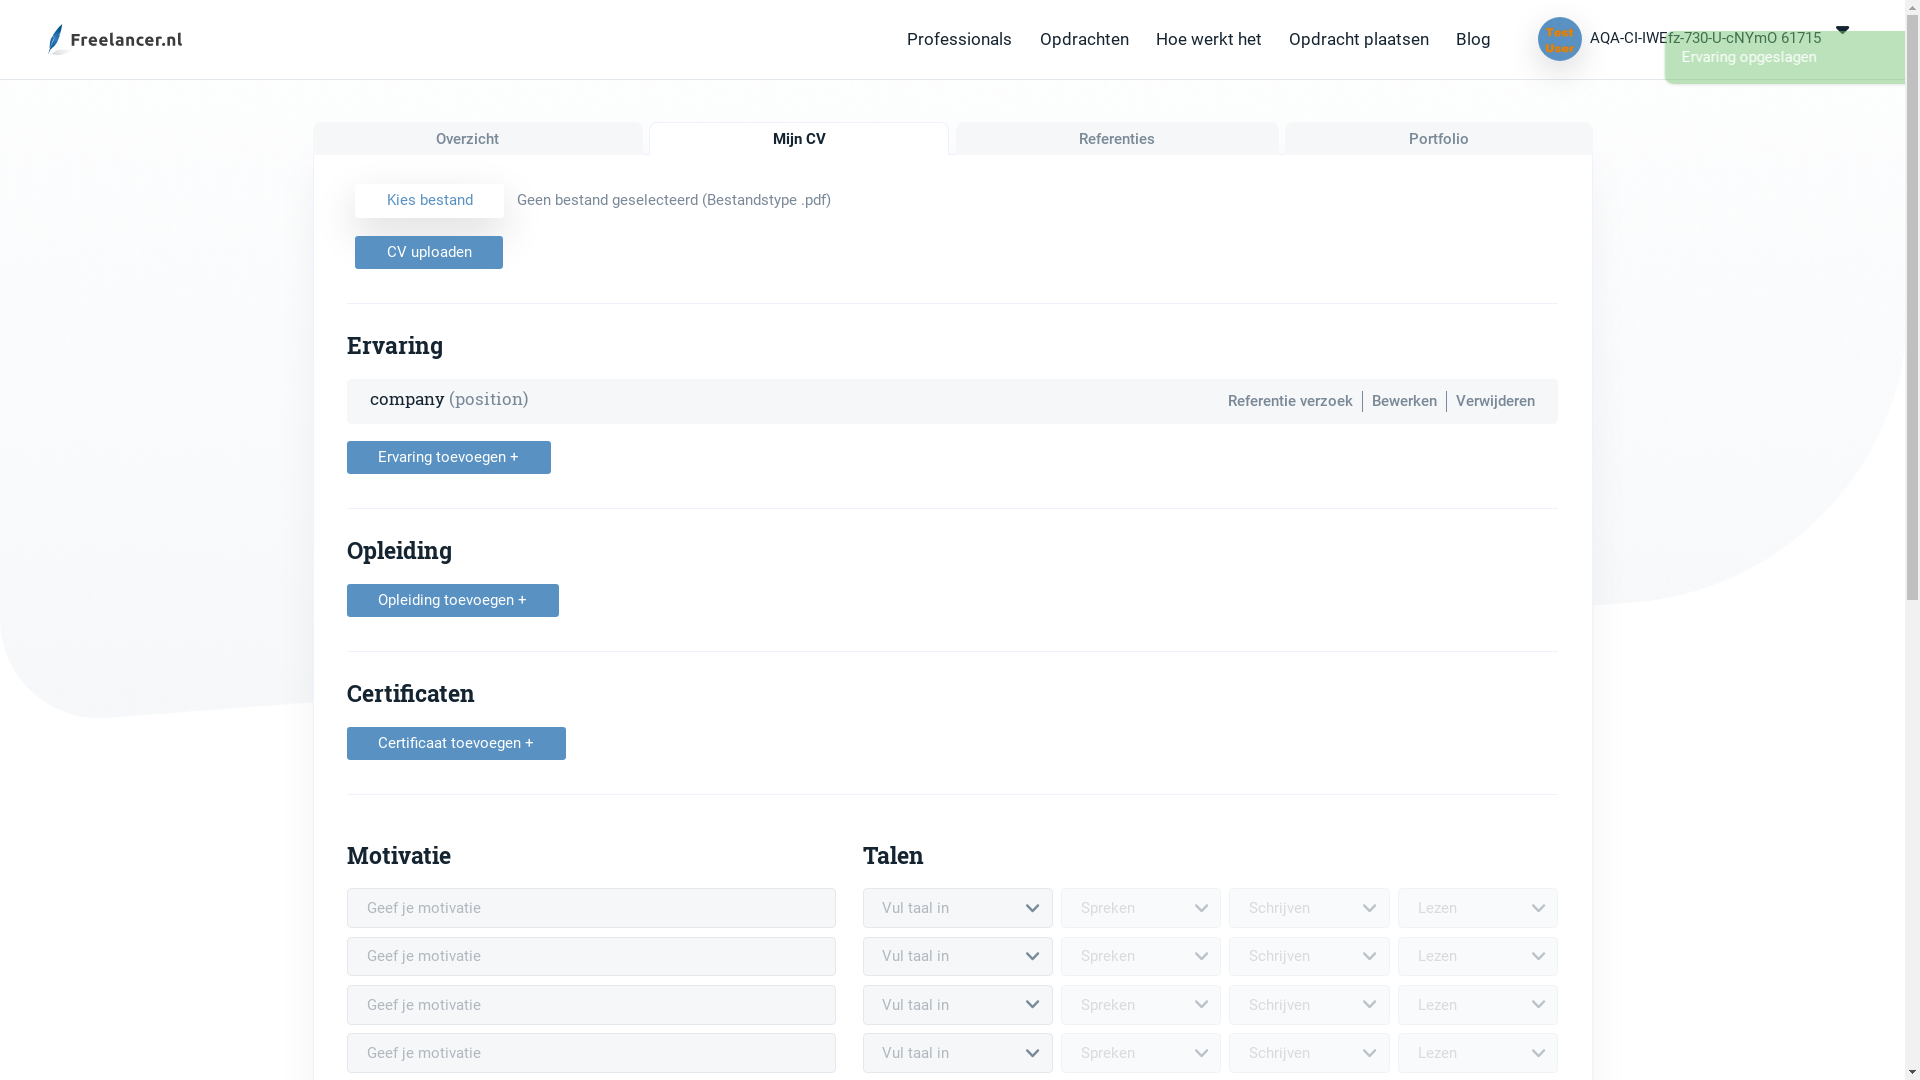 Freelancer.nl
Professionals Opdrachten Hoe werkt het Opdracht plaatsen Blog
Test User
AQA-CI-IWEfz-730-U-cNYmO 61715
Ervaring opgeslagen
Overzicht Mijn CV Referenties Portfolio
Kies bestand Geen bestand geselecteerd (Bestandstype .pdf)
CV uploaden
Ervaring
company (position) Referentie verzoek Bewerken Verwijderen
Ervaring toevoegen +
Opleiding
Opleiding toevoegen +
Certificaten
Certificaat toevoegen +
Motivatie Talen
Geef je motivatie Vul taal in Spreken Schrijven Lezen
Geef je motivatie Vul taal in Spreken Schrijven Lezen
Geef je motivatie Vul taal in Spreken Schrijven Lezen
Geef je motivatie Vul taal in Spreken Schrijven Lezen